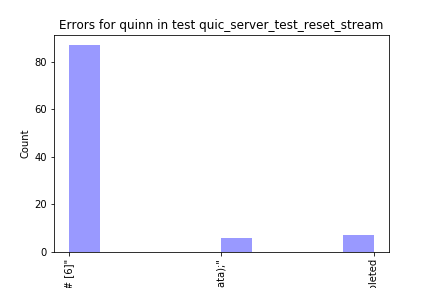 Errors for quinn in test quic_server_test_reset_stream
80
60
40
20
0
Count
# [6]"
ata);"
pleted